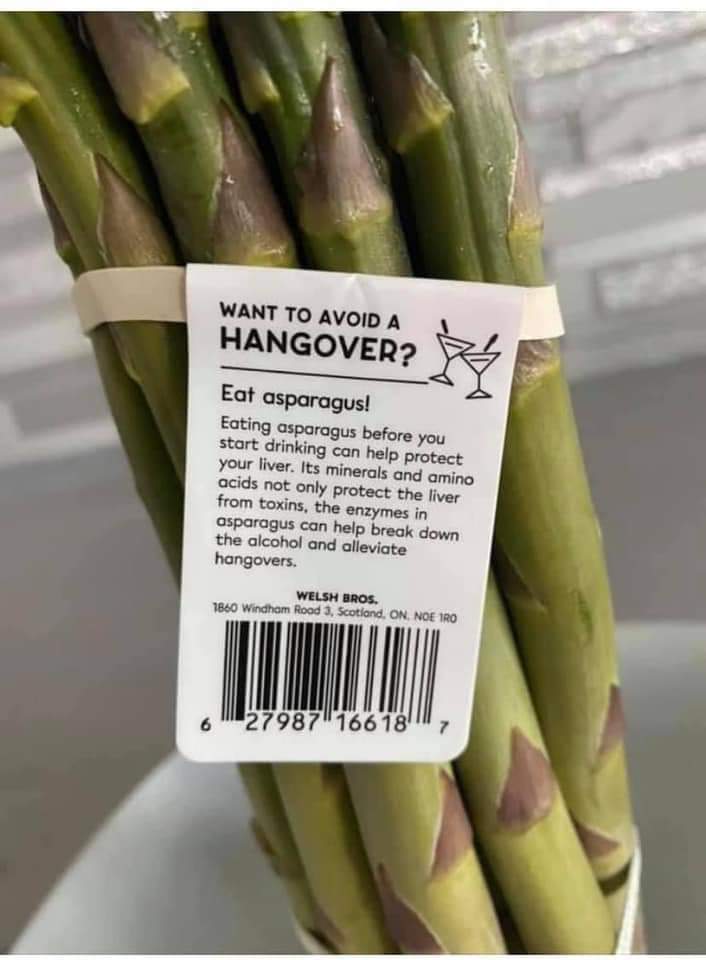 WANT TO AVOID A
HANGOVER?
Eat asparagus!
Eating asparagus before you
start drinking can help protect
your liver. Its minerals and amino
acids not only protect the liver
from toxins, the enzymes in
asparagus can help break down
the alcohol and alleviate
hangovers.
WELSH BROS.
1860 Windham Road 3, Scotland, ON. N0E 1R0
6 27987 16618 7